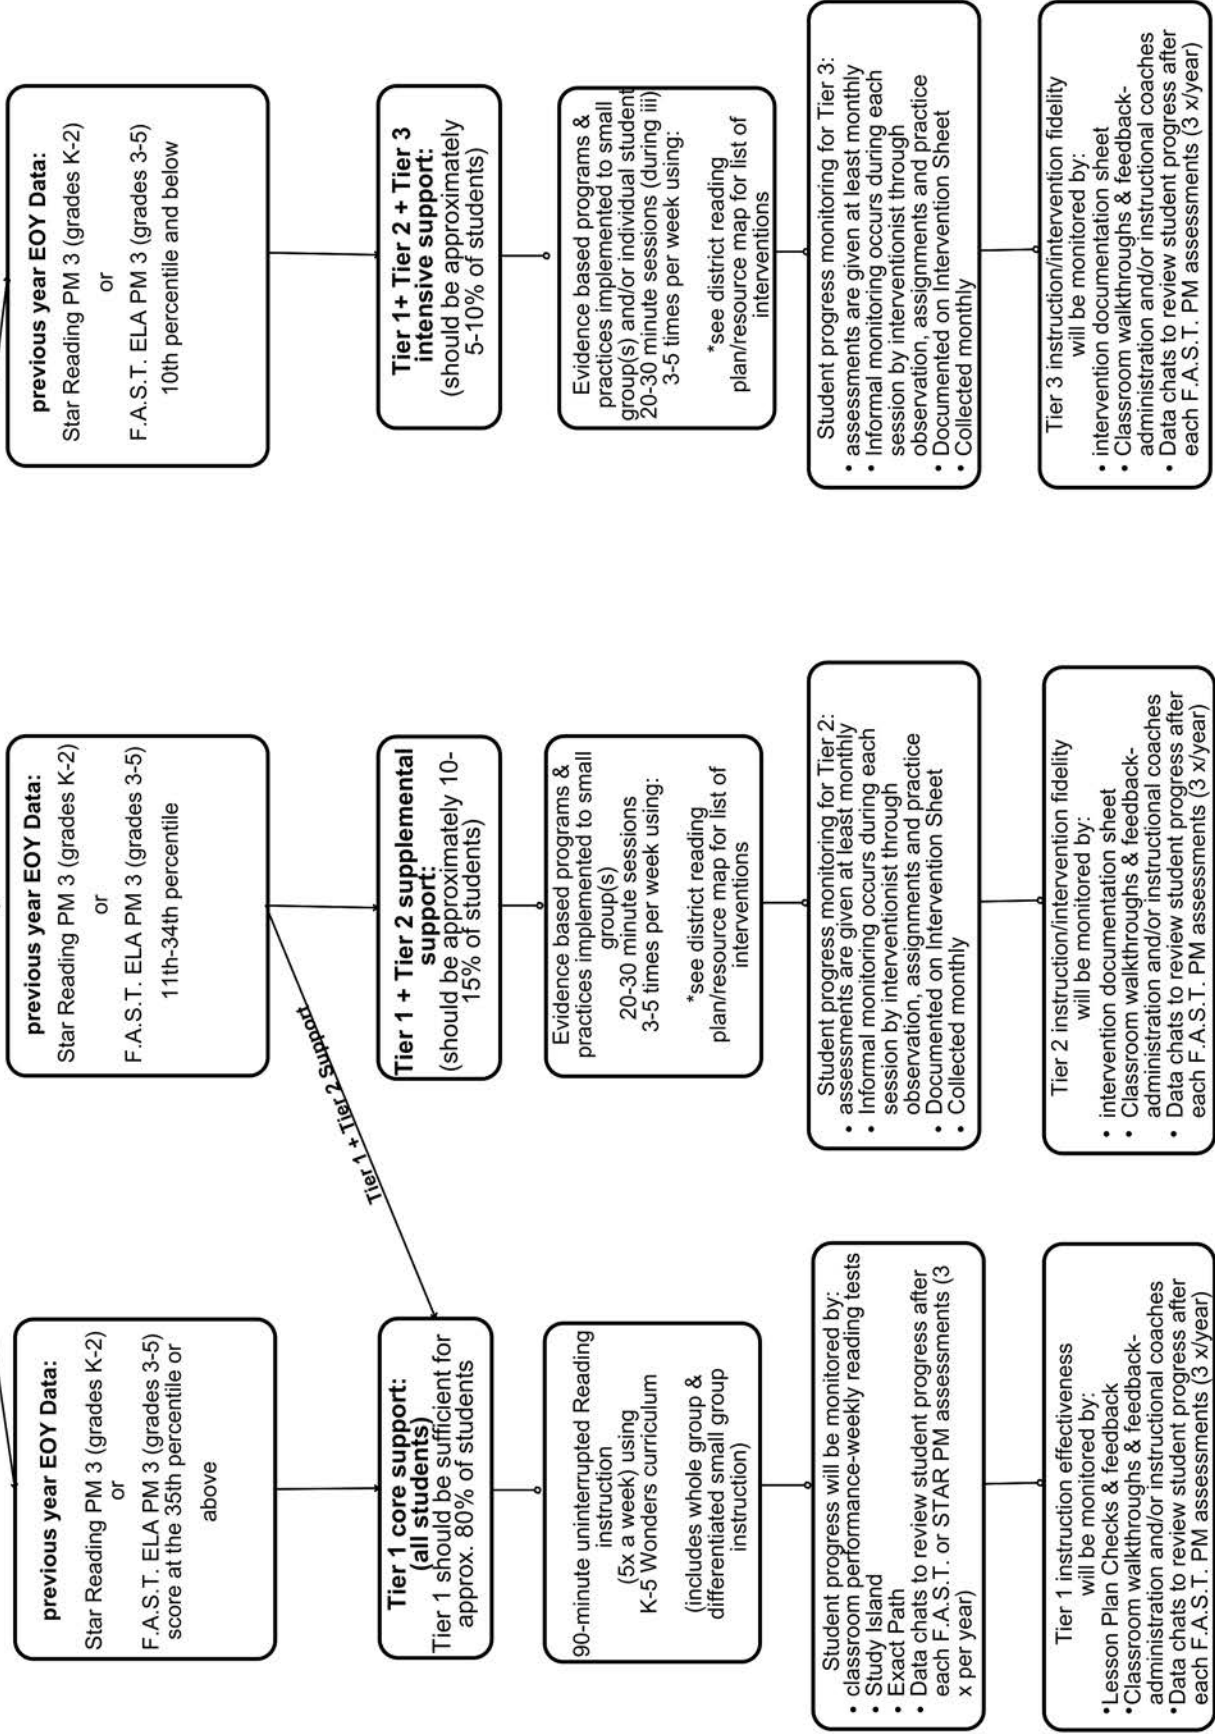 previous year EOY Data:
Star Reading PM 3 (grades K-2)
or
F.A.S.T. ELA PM 3 (grades 3-5)
score at the 35th percentile or
above
Tier 1 core support:
(all students)
Tier 1 should be sufficient for
approx. 80% of students
90-minute uninterrupted Reading
instruction
(5x a week) using
K-5 Wonders curriculum
(includes whole group &
differentiated small group
instruction)
Student progress will be monitored by:
• classroom performance-weekly reading tests
• Study Island
• Exact Path
• Data chats to review student progress after
each F.A.S.T. or STAR PM assessments (3
x per year)
Tier 1 instruction effectiveness
will be monitored by:
•Lesson Plan Checks & feedback
•Classroom walkthroughs & feedback-
administration and/or instructional coaches
•Data chats to review student progress after
each F.A.S.T. PM assessments (3 x/year)
previous year EOY Data:
Star Reading PM 3 (grades K-2)
or
F.A.S.T. ELA PM 3 (grades 3-5)
11th-34th percentile
Tier 1 + Tier 2 Support
Tier 1 + Tier 2 supplemental
support:
(should be approximately 10-
15% of students)
Evidence based programs &
practices implemented to small
group(s)
20-30 minute sessions
3-5 times per week using:
*see district reading
plan/resource map for list of
interventions
Student progress monitoring for Tier 2:
• assessments are given at least monthly
• Informal monitoring occurs during each
session by interventionist through
observation, assignments and practice
• Documented on Intervention Sheet
• Collected monthly
Tier 2 instruction/intervention fidelity
will be monitored by:
• intervention documentation sheet
• Classroom walkthroughs & feedback-
administration and/or instructional coaches
• Data chats to review student progress after
each F.A.S.T. PM assessments (3 x/year)
previous year EOY Data:
Star Reading PM 3 (grades K-2)
or
F.A.S.T. ELA PM 3 (grades 3-5)
10th percentile and below
Tier 1+ Tier 2 + Tier 3
intensive support:
(should be approximately
5-10% of students)
Evidence based programs &
practices implemented to small
group(s) and/or individual student
20-30 minute sessions (during iii)
3-5 times per week using:
*see district reading
plan/resource map for list of
interventions
Student progress monitoring for Tier 3:
• assessments are given at least monthly
• Informal monitoring occurs during each
session by interventionist through
observation, assignments and practice
• Documented on Intervention Sheet
• Collected monthly
Tier 3 instruction/intervention fidelity
will be monitored by:
• intervention documentation sheet
• Classroom walkthroughs & feedback-
administration and/or instructional coaches
• Data chats to review student progress after
each F.A.S.T. PM assessments (3 x/year)